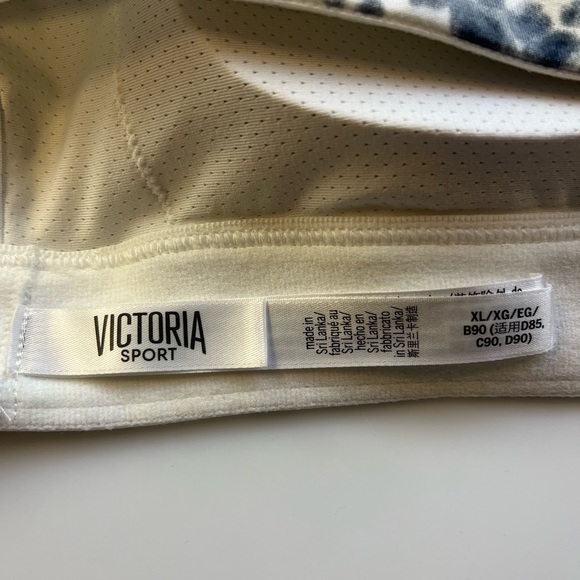 VICTORIA
SPORT
made in
Sri Lanka/
fabriqué au
Sri Lanka/
hecho en
Sri Lanka/
fabbricato
in Sri Lanka/
斯里兰卡制造
XL/XG/EG/
B90 (适用D85,
C90, D90)